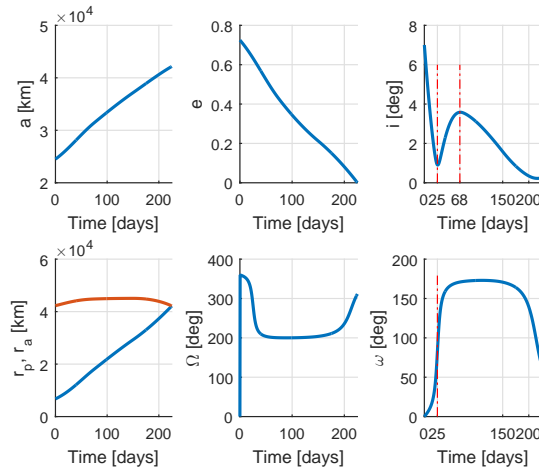 ×10⁴
5
4
3
2
a [km]
0 100 200
Time [days]
0.8
0.6
0.4
0.2
0
e
0 100 200
Time [days]
8
6
4
2
0
i [deg]
025 68 150200
Time [days]
×10⁴
6
4
2
0
r_p, r_a [km]
0 100 200
Time [days]
400
300
200
100
0
Ω [deg]
0 100 200
Time [days]
200
150
100
50
0
ω [deg]
025 150200
Time [days]